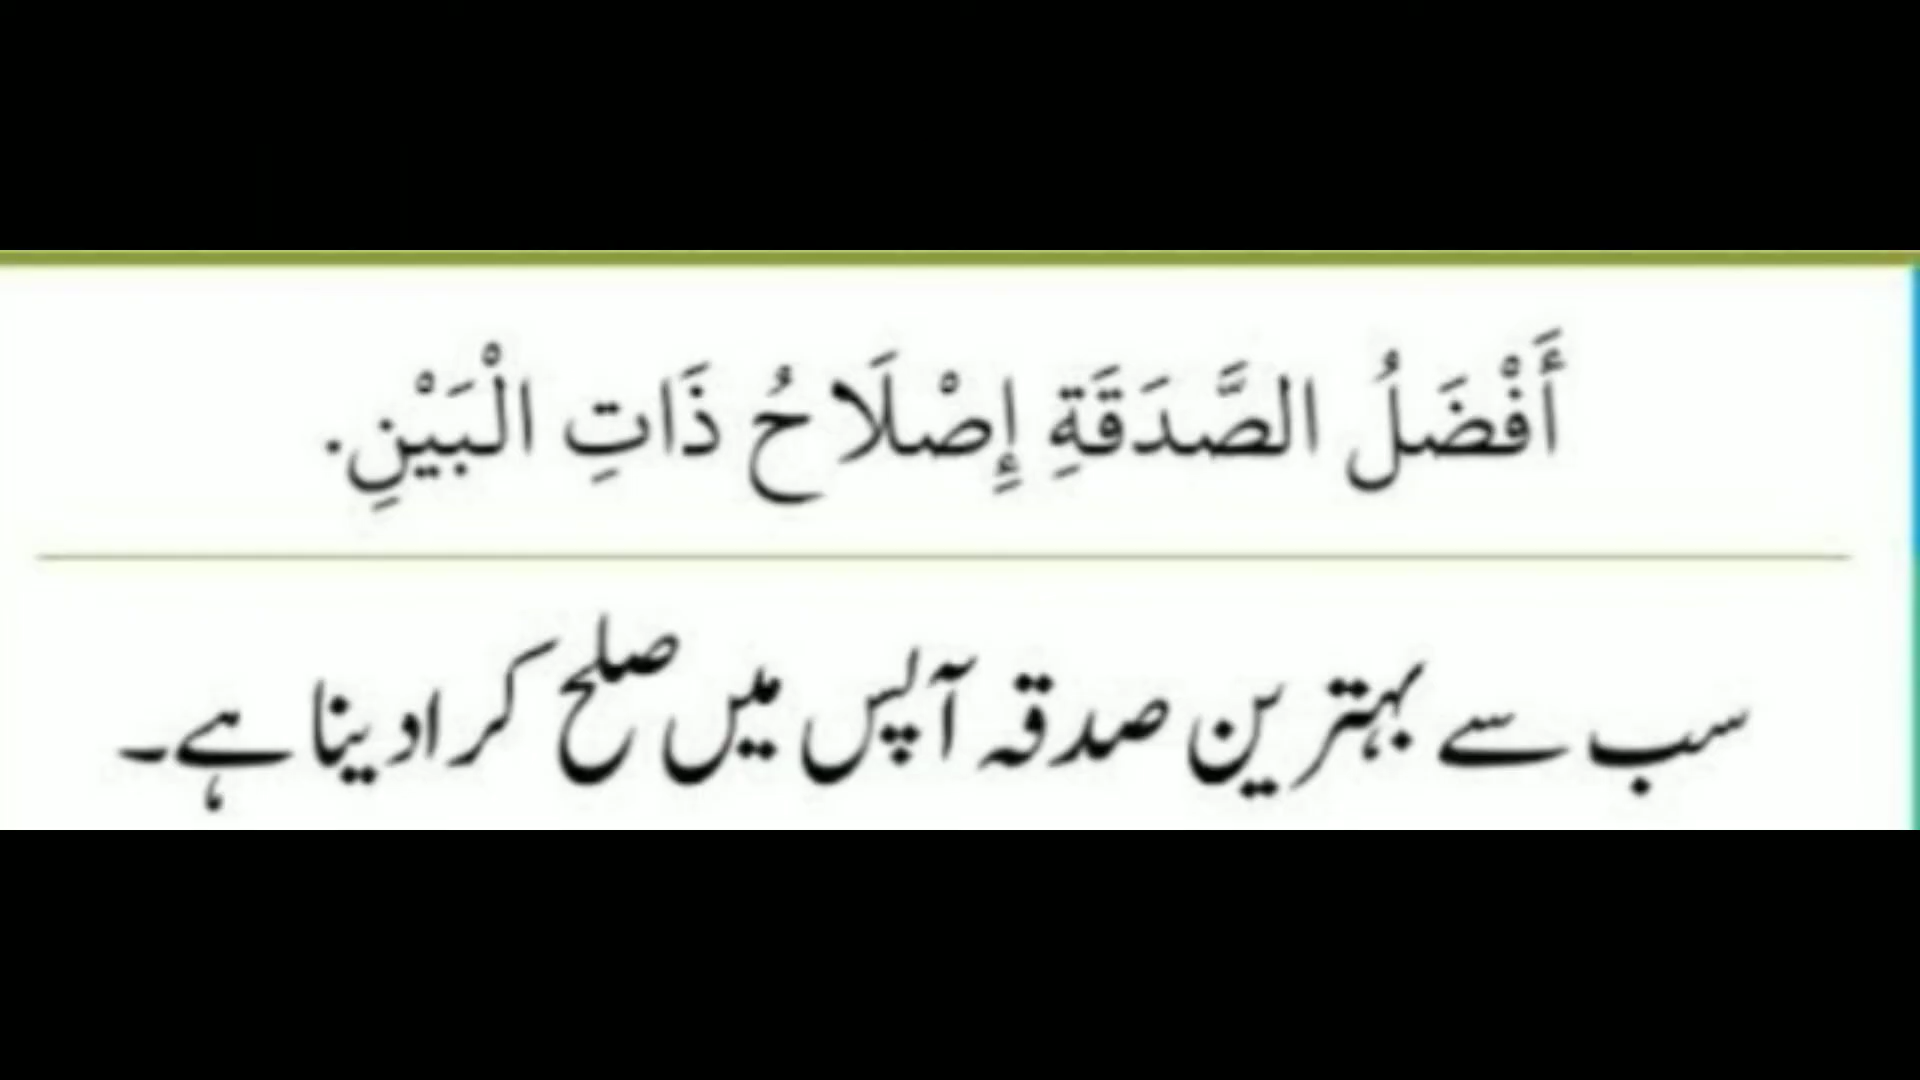 أَفْضَلُ الصَّدَقَةِ إِصْلَاحُ ذَاتِ الْبَيْنِ.
سب سے بہترین صدقہ آپس میں صلح کرا دینا ہے۔